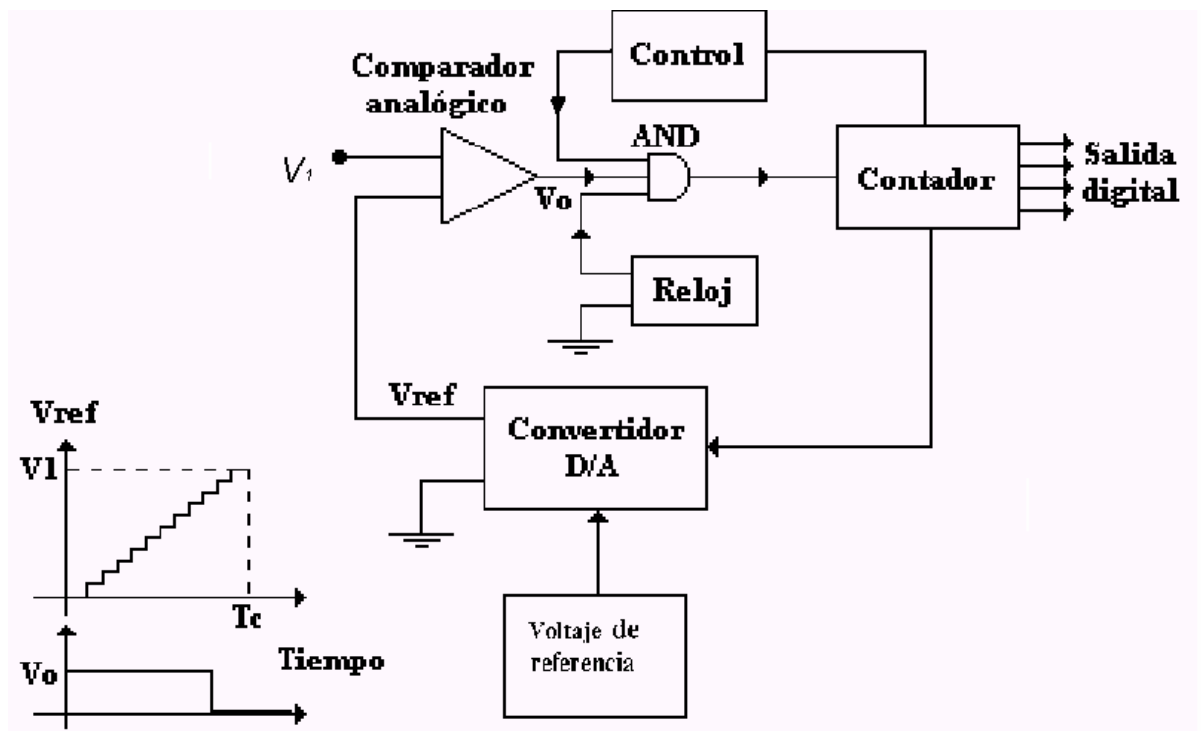 Control
Comparador
analógico
AND
V₁
Vo
Contador
Salida
digital
Reloj
Vref
Convertidor
D/A
Voltaje de
referencia
Vref
V1
Tc
Tiempo
Vo